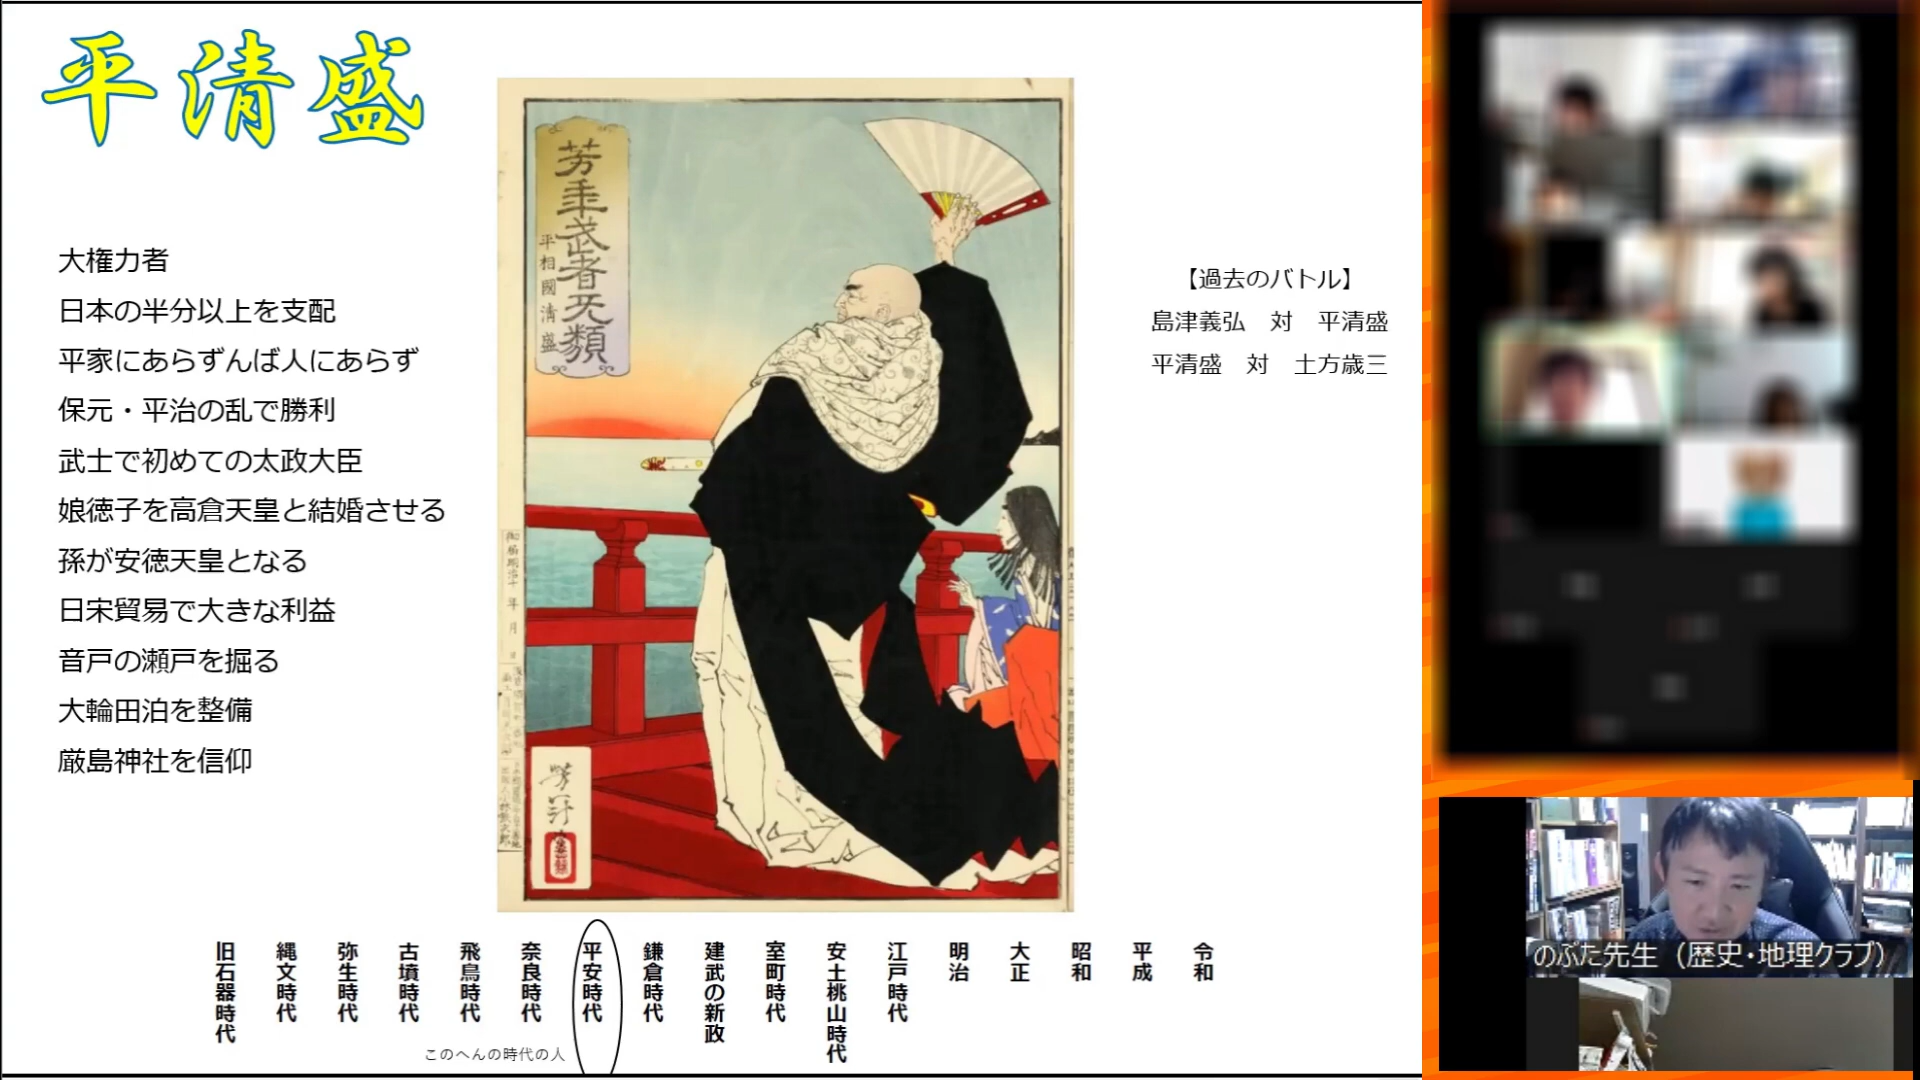 平清盛
大権力者
日本の半分以上を支配
平家にあらずんば人にあらず
保元・平治の乱で勝利
武士で初めての太政大臣
娘徳子を高倉天皇と結婚させる
孫が安徳天皇となる
日宋貿易で大きな利益
音戸の瀬戸を掘る
大輪田泊を整備
厳島神社を信仰
芳年武者旡類
平相國清盛
【過去のバトル】
島津義弘　対　平清盛
平清盛　対　土方歳三
旧石器時代
縄文時代
弥生時代
古墳時代
飛鳥時代
奈良時代
平安時代
鎌倉時代
建武の新政
室町時代
安土桃山時代
江戸時代
明治
大正
昭和
平成
令和
このへんの時代の人
のぶた先生（歴史・地理クラブ）